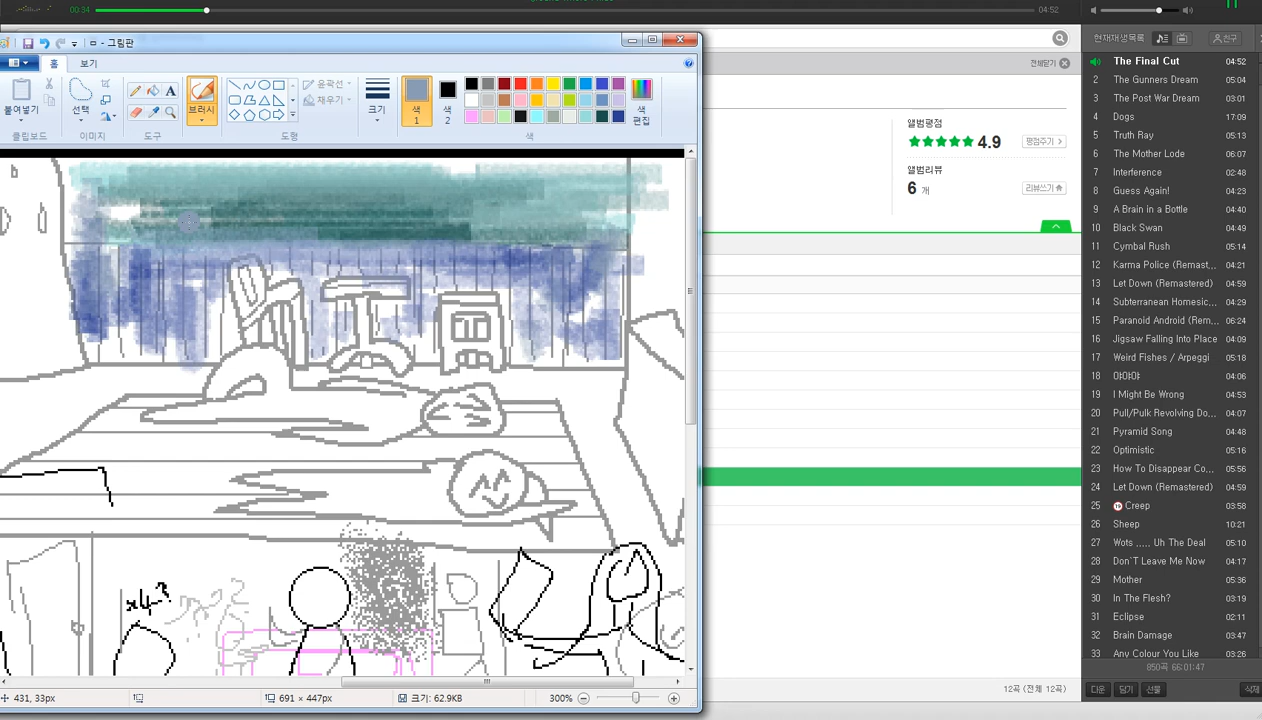 00:34
04:52
그림판
홈
보기
붙여넣기
선택
A
브러시
윤곽선
채우기
크기
색
1
색
2
색
편집
클립보드
이미지
도구
도형
색
431, 33px
691 × 447px
크기: 62.9KB
300%
전체닫기
앨범평점
4.9
평점주기
앨범리뷰
6 개
리뷰쓰기
12곡 (전체 12곡)
현재재생목록
친구
The Final Cut 04:52
2 The Gunners Dream 05:04
3 The Post War Dream 03:01
4 Dogs 17:09
5 Truth Ray 05:13
6 The Mother Lode 06:07
7 Interference 02:48
8 Guess Again! 04:23
9 A Brain in a Bottle 04:40
10 Black Swan 04:49
11 Cymbal Rush 05:14
12 Karma Police (Remast... 04:21
13 Let Down (Remastered) 04:59
14 Subterranean Homesic... 04:29
15 Paranoid Android (Rem... 06:24
16 Jigsaw Falling Into Place 04:09
17 Weird Fishes / Arpeggi 05:18
18 야야야 04:06
19 I Might Be Wrong 04:53
20 Pull/Pulk Revolving Do... 04:07
21 Pyramid Song 04:48
22 Optimistic 05:16
23 How To Disappear Co... 05:56
24 Let Down (Remastered) 04:59
25 19 Creep 03:58
26 Sheep 10:21
27 Wots ..... Uh The Deal 05:10
28 Don`T Leave Me Now 04:17
29 Mother 05:36
30 In The Flesh? 03:19
31 Eclipse 02:11
32 Brain Damage 03:47
33 Any Colour You Like 03:26
850곡 66:01:47
다운
담기
선물
삭제